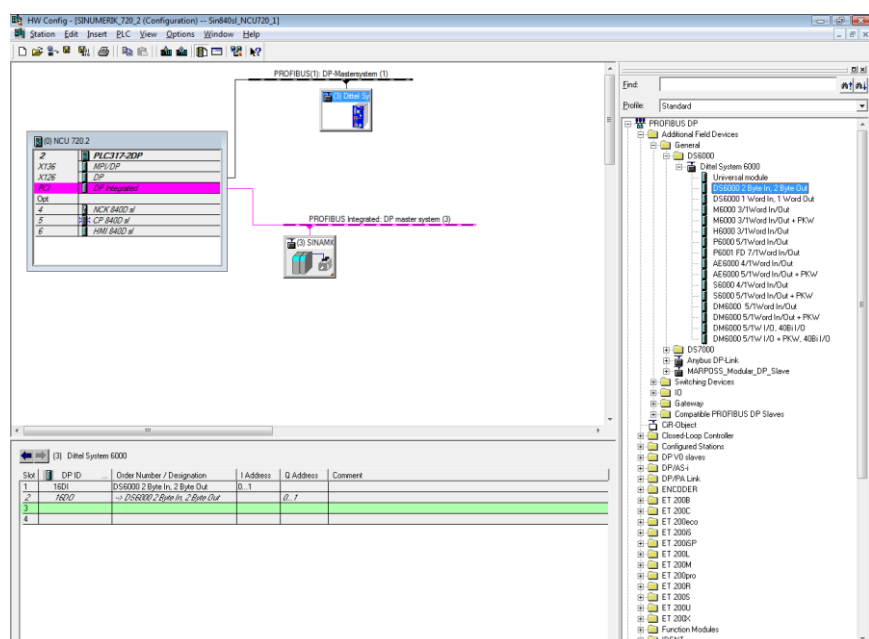 HW Config - [SINUMERIK_720_2 (Configuration) -- Sin840sl_NCU720_1]
Station Edit Insert PLC View Options Window Help
PROFIBUS(1): DP-Mastersystem (1)
(3) Dittel Sy
(0) NCU 720.2
2 PLC317-2DP
X136 MPI/DP
X126 DP
PCI DP Integrated
Opt
4 NCK 840D sl
5 CP 840D sl
6 HMI 840D sl
PROFIBUS Integrated: DP master system (3)
(3) SINAM
(3) Dittel System 6000
Slot DP ID ... Order Number / Designation I Address Q Address Comment
1 16DI DS6000 2 Byte In, 2 Byte Out 0...1
2 16DO --> DS6000 2 Byte In, 2 Byte Out 0...1
3
4
Find:
Profile: Standard
PROFIBUS DP
Additional Field Devices
General
DS6000
Dittel System 6000
Universal module
DS6000 2 Byte In, 2 Byte Out
DS6000 1 Word In, 1 Word Out
M6000 3/1Word In/Out
M6000 3/1Word In/Out + PKW
H6000 3/1Word In/Out
P6000 5/1Word In/Out
P6001 FD 7/1Word In/Out
AE6000 4/1Word In/Out
AE6000 5/1Word In/Out + PKW
S6000 4/1Word In/Out
S6000 5/1Word In/Out + PKW
DM6000 5/1Word In/Out
DM6000 5/1Word In/Out + PKW
DM6000 5/1W I/O, 40Bi I/O
DM6000 5/1W I/O + PKW, 40Bi I/O
DS7000
Anybus DP-Link
MARPOSS_Modular_DP_Slave
Switching Devices
IO
Gateway
Compatible PROFIBUS DP Slaves
CiR-Object
Closed-Loop Controller
Configured Stations
DP V0 slaves
DP/AS-i
DP/PA Link
ENCODER
ET 200B
ET 200C
ET 200eco
ET 200iS
ET 200iSP
ET 200L
ET 200M
ET 200pro
ET 200R
ET 200S
ET 200U
ET 200X
Function Modules